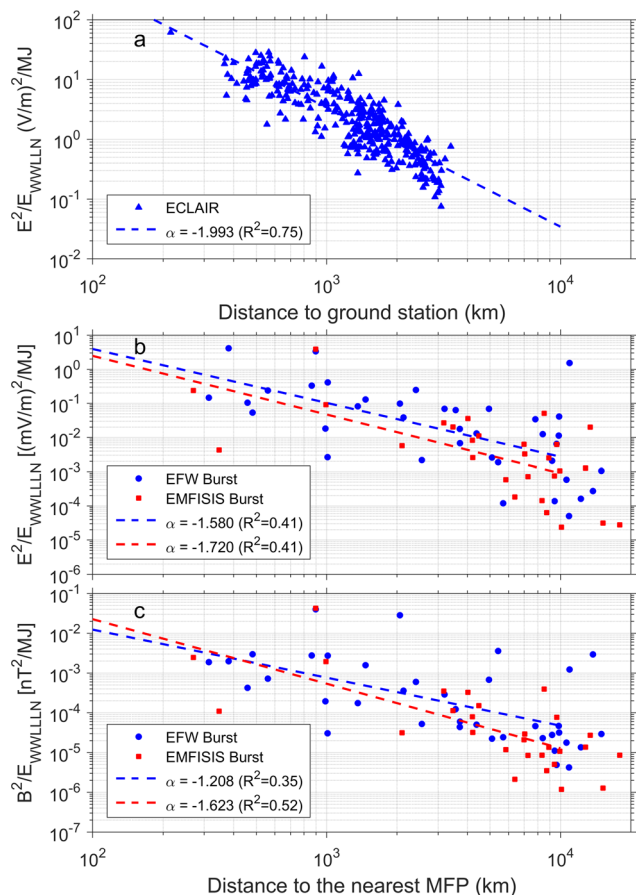 a
10^2
10^1
10^0
10^-1
10^-2
E^2/E_WWLLN (V/m)^2/MJ
ECLAIR
α = -1.993 (R^2=0.75)
10^2 10^3 10^4
Distance to ground station (km)
b
10^1
10^0
10^-1
10^-2
10^-3
10^-4
10^-5
10^-6
E^2/E_WWLLLN [(mV/m)^2/MJ]
EFW Burst
EMFISIS Burst
α = -1.580 (R^2=0.41)
α = -1.720 (R^2=0.41)
c
10^-1
10^-2
10^-3
10^-4
10^-5
10^-6
10^-7
B^2/E_WWLLLN [nT^2/MJ]
EFW Burst
EMFISIS Burst
α = -1.208 (R^2=0.35)
α = -1.623 (R^2=0.52)
10^2 10^3 10^4
Distance to the nearest MFP (km)